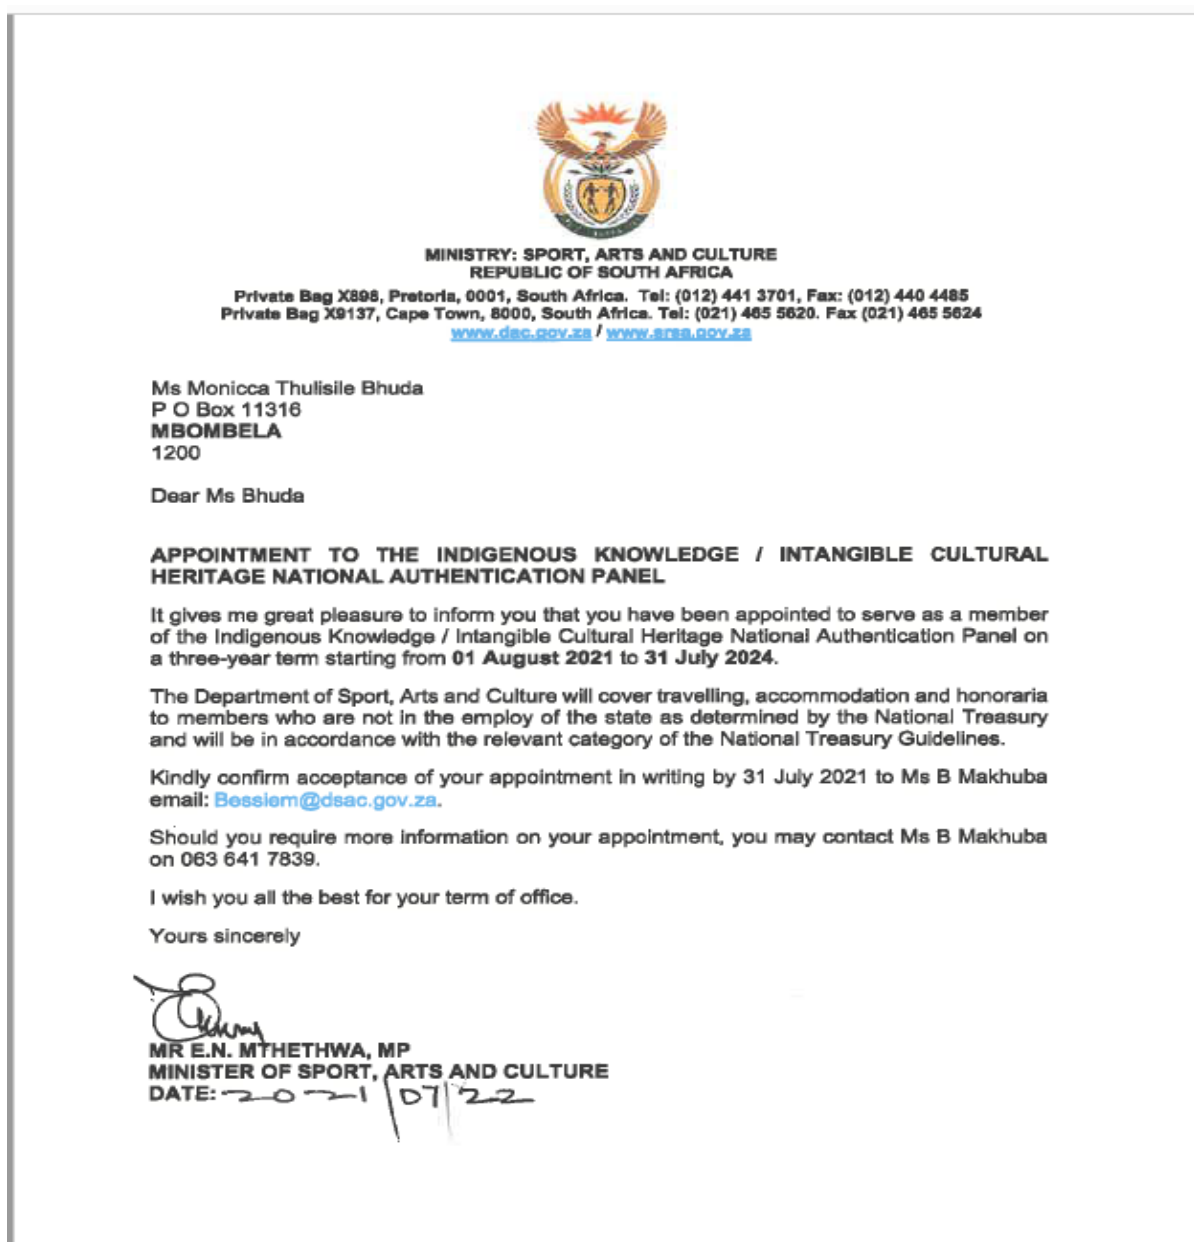 MINISTRY: SPORT, ARTS AND CULTURE
REPUBLIC OF SOUTH AFRICA
Private Bag X898, Pretoria, 0001, South Africa. Tel: (012) 441 3701, Fax: (012) 440 4485
Private Bag X9137, Cape Town, 8000, South Africa. Tel: (021) 465 5620. Fax (021) 465 5624
www.dac.gov.za / www.srsa.gov.za
Ms Monicca Thulisile Bhuda
P O Box 11316
MBOMBELA
1200
Dear Ms Bhuda
APPOINTMENT TO THE INDIGENOUS KNOWLEDGE / INTANGIBLE CULTURAL
HERITAGE NATIONAL AUTHENTICATION PANEL
It gives me great pleasure to inform you that you have been appointed to serve as a member
of the Indigenous Knowledge / Intangible Cultural Heritage National Authentication Panel on
a three-year term starting from 01 August 2021 to 31 July 2024.
The Department of Sport, Arts and Culture will cover travelling, accommodation and honoraria
to members who are not in the employ of the state as determined by the National Treasury
and will be in accordance with the relevant category of the National Treasury Guidelines.
Kindly confirm acceptance of your appointment in writing by 31 July 2021 to Ms B Makhuba
email: Bessiem@dsac.gov.za.
Should you require more information on your appointment, you may contact Ms B Makhuba
on 063 641 7839.
I wish you all the best for your term of office.
Yours sincerely
MR E.N. MTHETHWA, MP
MINISTER OF SPORT, ARTS AND CULTURE
DATE: 2021/07/22